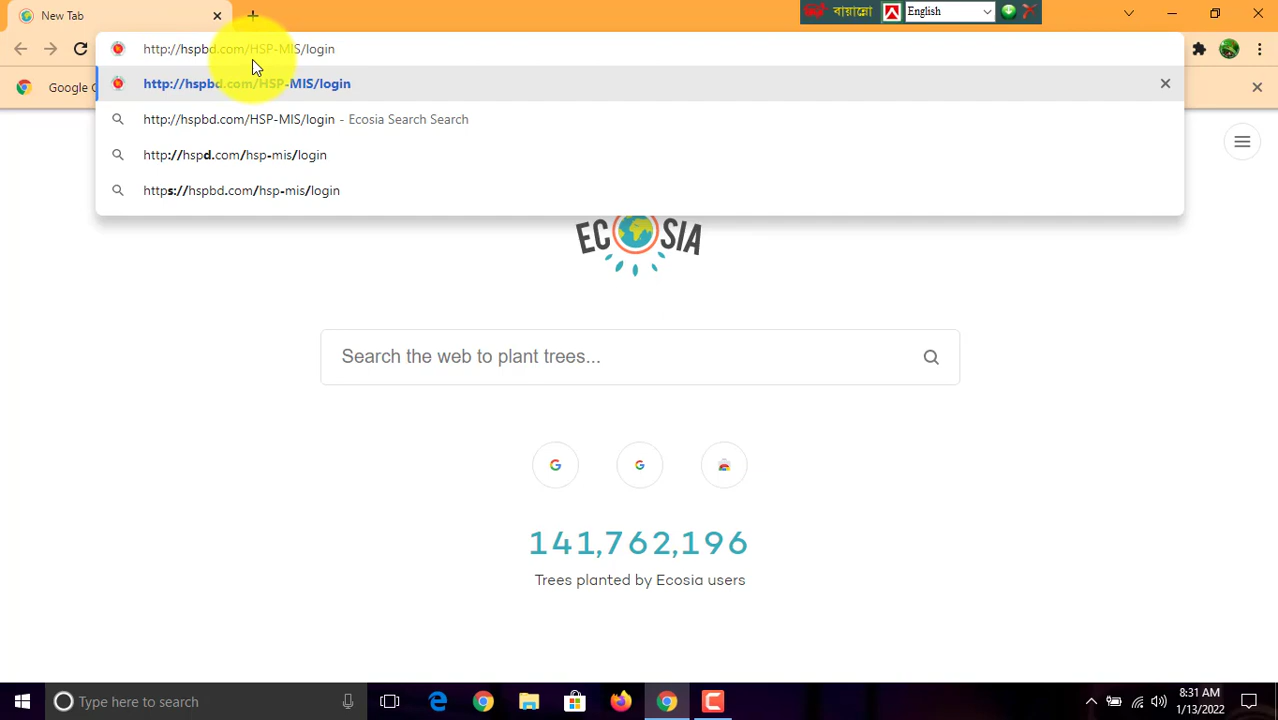 New Tab
বায়ান্নো
English
http://hspbd.com/HSP-MIS/login
Google C
http://hspbd.com/HSP-MIS/login
http://hspbd.com/HSP-MIS/login - Ecosia Search Search
http://hspd.com/hsp-mis/login
https://hspbd.com/hsp-mis/login
ECOSIA
Search the web to plant trees...
141,762,196
Trees planted by Ecosia users
Type here to search
8:31 AM
1/13/2022